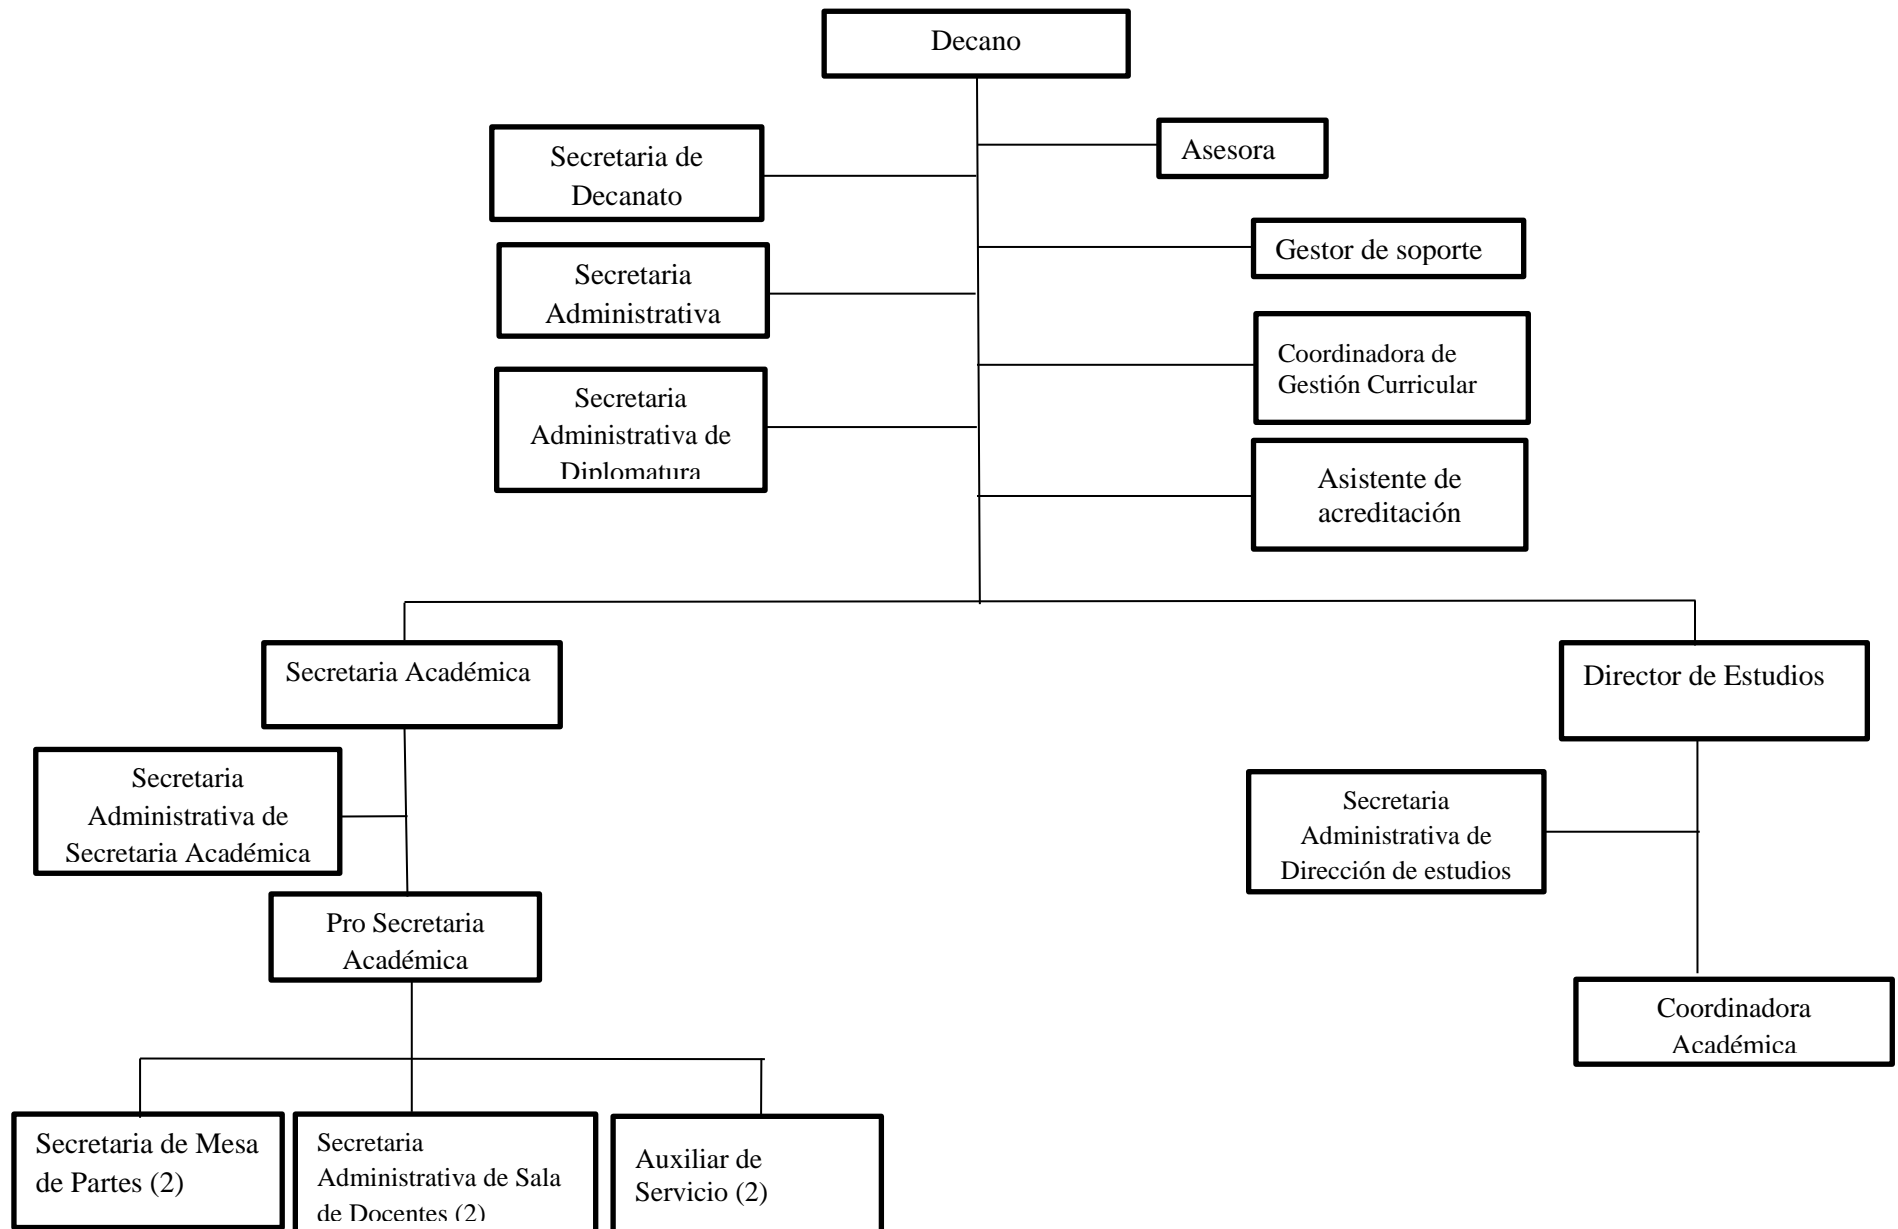 Decano
Secretaria de
Decanato
Asesora
Secretaria
Administrativa
Gestor de soporte
Secretaria
Administrativa de
Diplomatura
Coordinadora de
Gestión Curricular
Asistente de
acreditación
Secretaria Académica
Director de Estudios
Secretaria
Administrativa de
Secretaria Académica
Secretaria
Administrativa de
Dirección de estudios
Pro Secretaria
Académica
Coordinadora
Académica
Secretaria de Mesa
de Partes (2)
Secretaria
Administrativa de Sala
de Docentes (2)
Auxiliar de
Servicio (2)